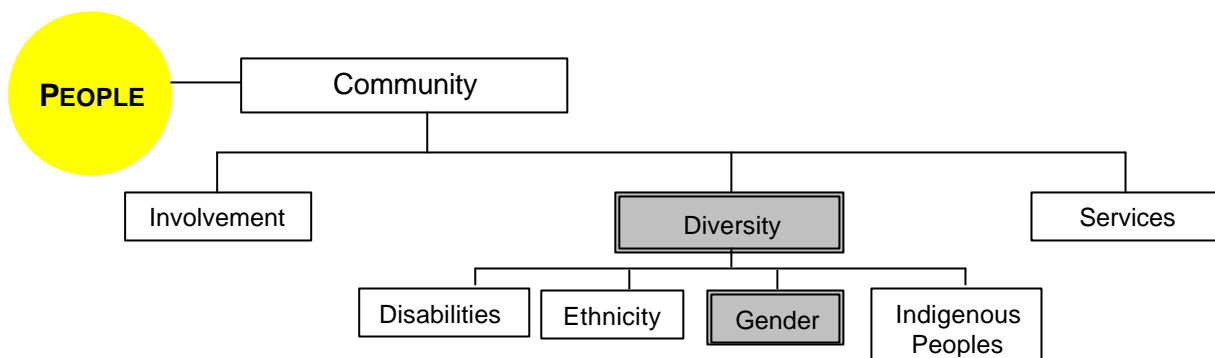 PEOPLE
Community
Involvement
Diversity
Services
Disabilities
Ethnicity
Gender
Indigenous
Peoples